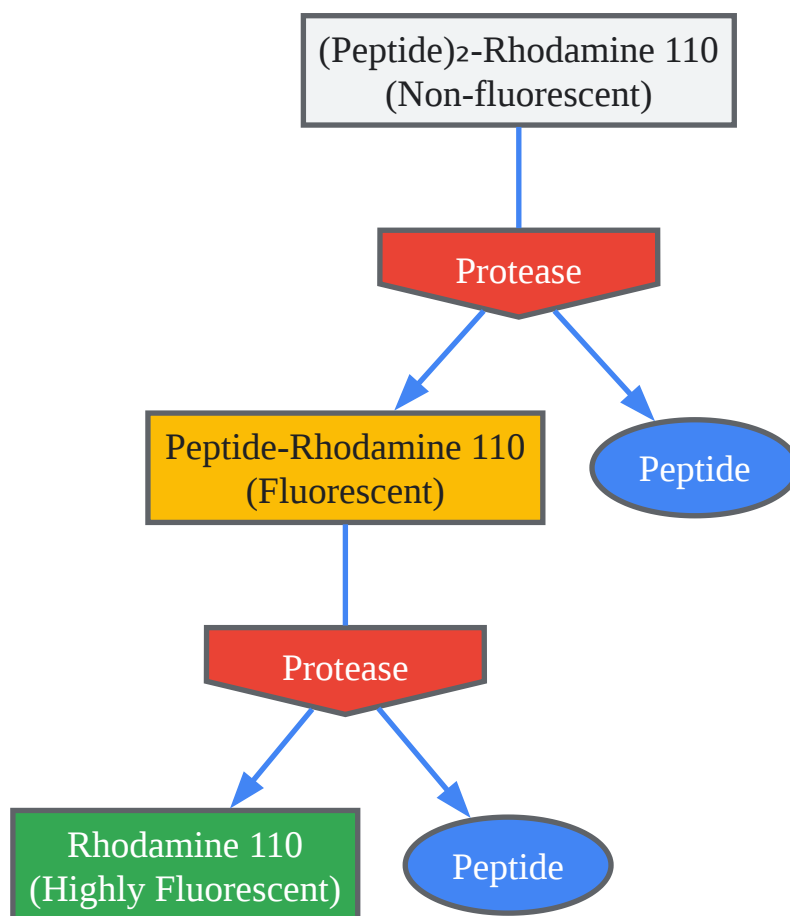 (Peptide)₂-Rhodamine 110
(Non-fluorescent)
Protease
Peptide-Rhodamine 110
(Fluorescent)
Peptide
Protease
Rhodamine 110
(Highly Fluorescent)
Peptide